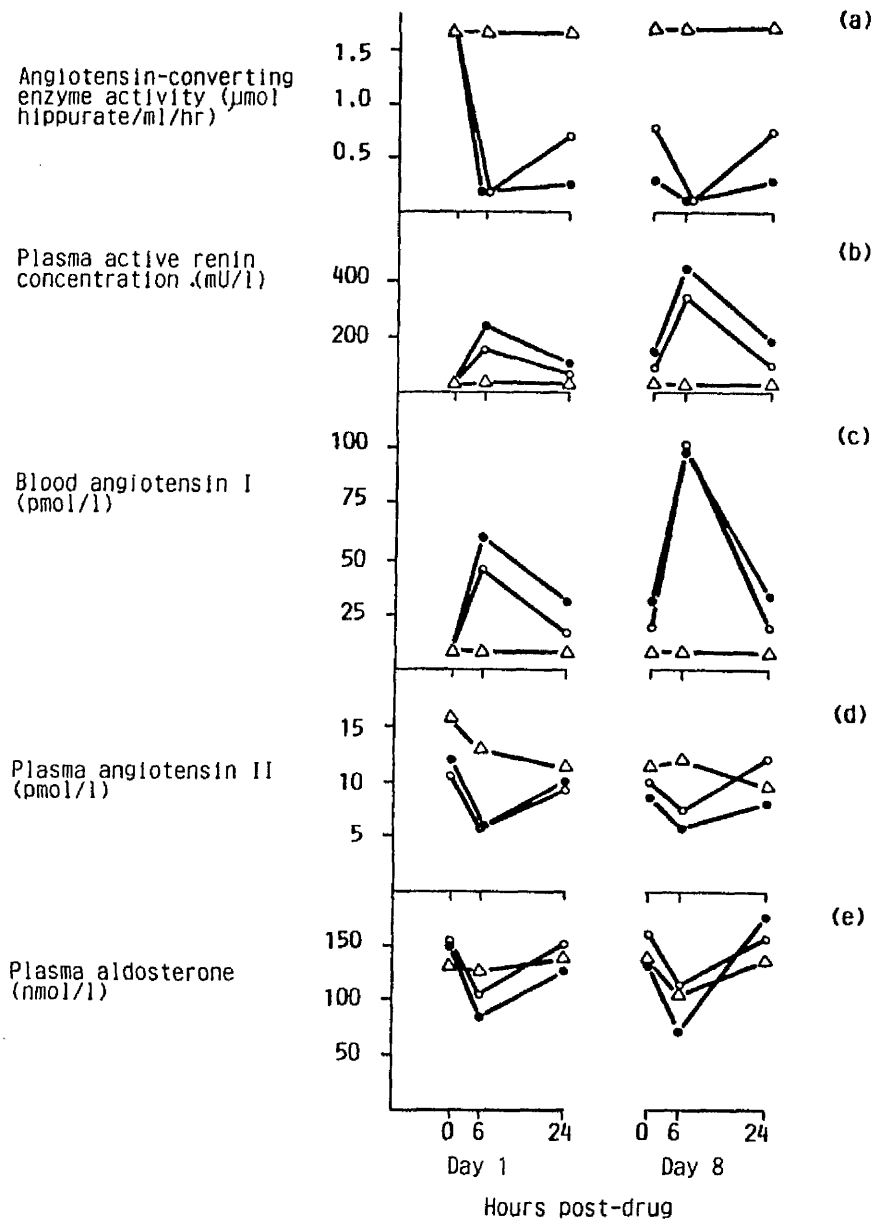 (a)
Angiotensin-converting
enzyme activity (µmol
hippurate/ml/hr)
1.5
1.0
0.5
(b)
Plasma active renin
concentration .(mU/l)
400
200
(c)
Blood angiotensin I
(pmol/l)
100
75
50
25
(d)
Plasma angiotensin II
(pmol/l)
15
10
5
(e)
Plasma aldosterone
(nmol/l)
150
100
50
0 6 24 0 6 24
Day 1 Day 8
Hours post-drug